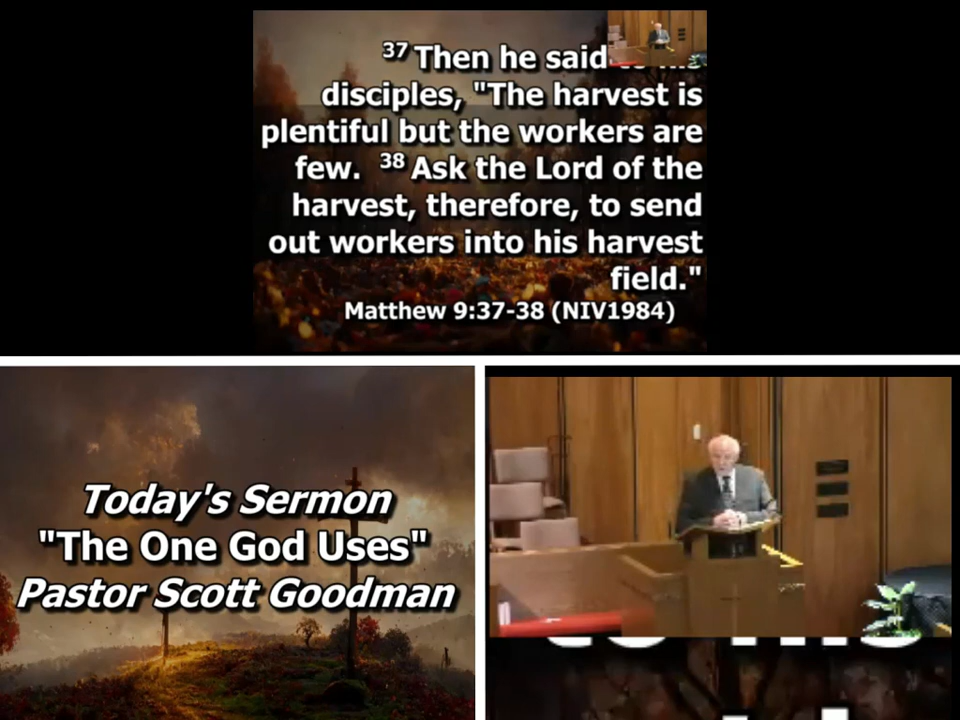 ³⁷ Then he said
disciples, "The harvest is
plentiful but the workers are
few. ³⁸ Ask the Lord of the
harvest, therefore, to send
out workers into his harvest
field."
Matthew 9:37-38 (NIV1984)
Today's Sermon
"The One God Uses"
Pastor Scott Goodman